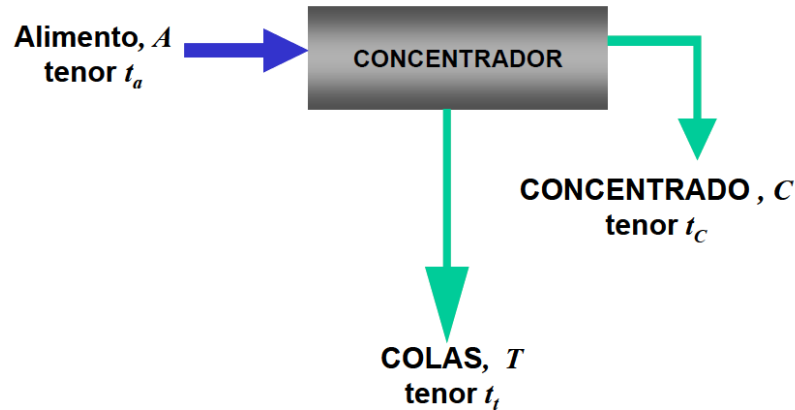 Alimento, A
tenor ta
CONCENTRADOR
CONCENTRADO , C
tenor tC
COLAS, T
tenor tt